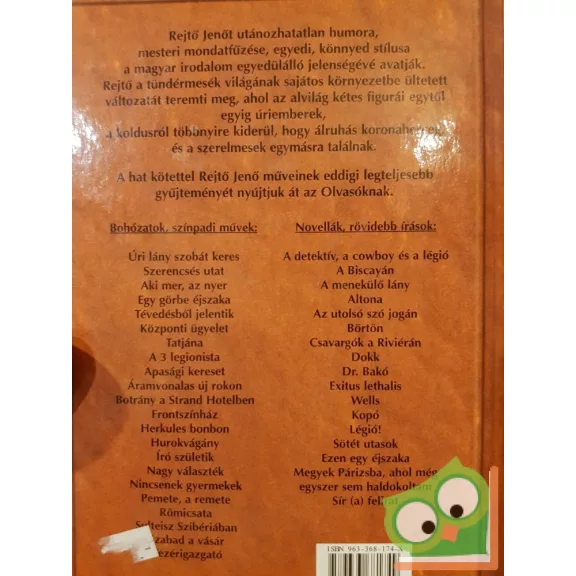 Rejtő Jenőt utánozhatatlan humora,
mesteri mondatfűzése, egyedi, könnyed stílusa
a magyar irodalom egyedülálló jelenségévé avatják.
Rejtő a tündérmesék világának sajátos környezetbe ültetett
változatát teremti meg, ahol az alvilág kétes figurái egytől
egyig úriemberek,
a koldusról többnyire kiderül, hogy álruhás
és a szerelmesek egymásra találnak.
A hat kötettel Rejtő Jenő műveinek eddigi legteljesebb
gyűjteményét nyújtjuk át az Olvasóknak.
Bohózatok, színpadi művek:
Úri lány szobát keres
Szerencsés utat
Aki mer, az nyer
Egy görbe éjszaka
Tévedésből jelentik
Központi ügyelet
Tatjána
A 3 legionista
Apasági kereset
Áramvonalas új rokon
Botrány a Strand Hotelben
Frontszínház
Herkules bonbon
Hurokvágány
Író születik
Nagy választék
Nincsenek gyermekek
Pemete, a remete
Römicsata
Szibériában
a vásár
Novellák, rövidebb írások:
A detektív, a cowboy és a légió
A Biscayán
A menekülő lány
Altona
Az utolsó szó jogán
Börtön
Csavargók a Riviérán
Dokk
Dr. Bakó
Exitus lethalis
Wells
Kopó
Légió!
Sötét utasok
Ezen egy éjszaka
Megyek Párizsba, ahol még
egyszer sem haldokoltam
Sír (a) felirat
ISBN 963-368-174-X